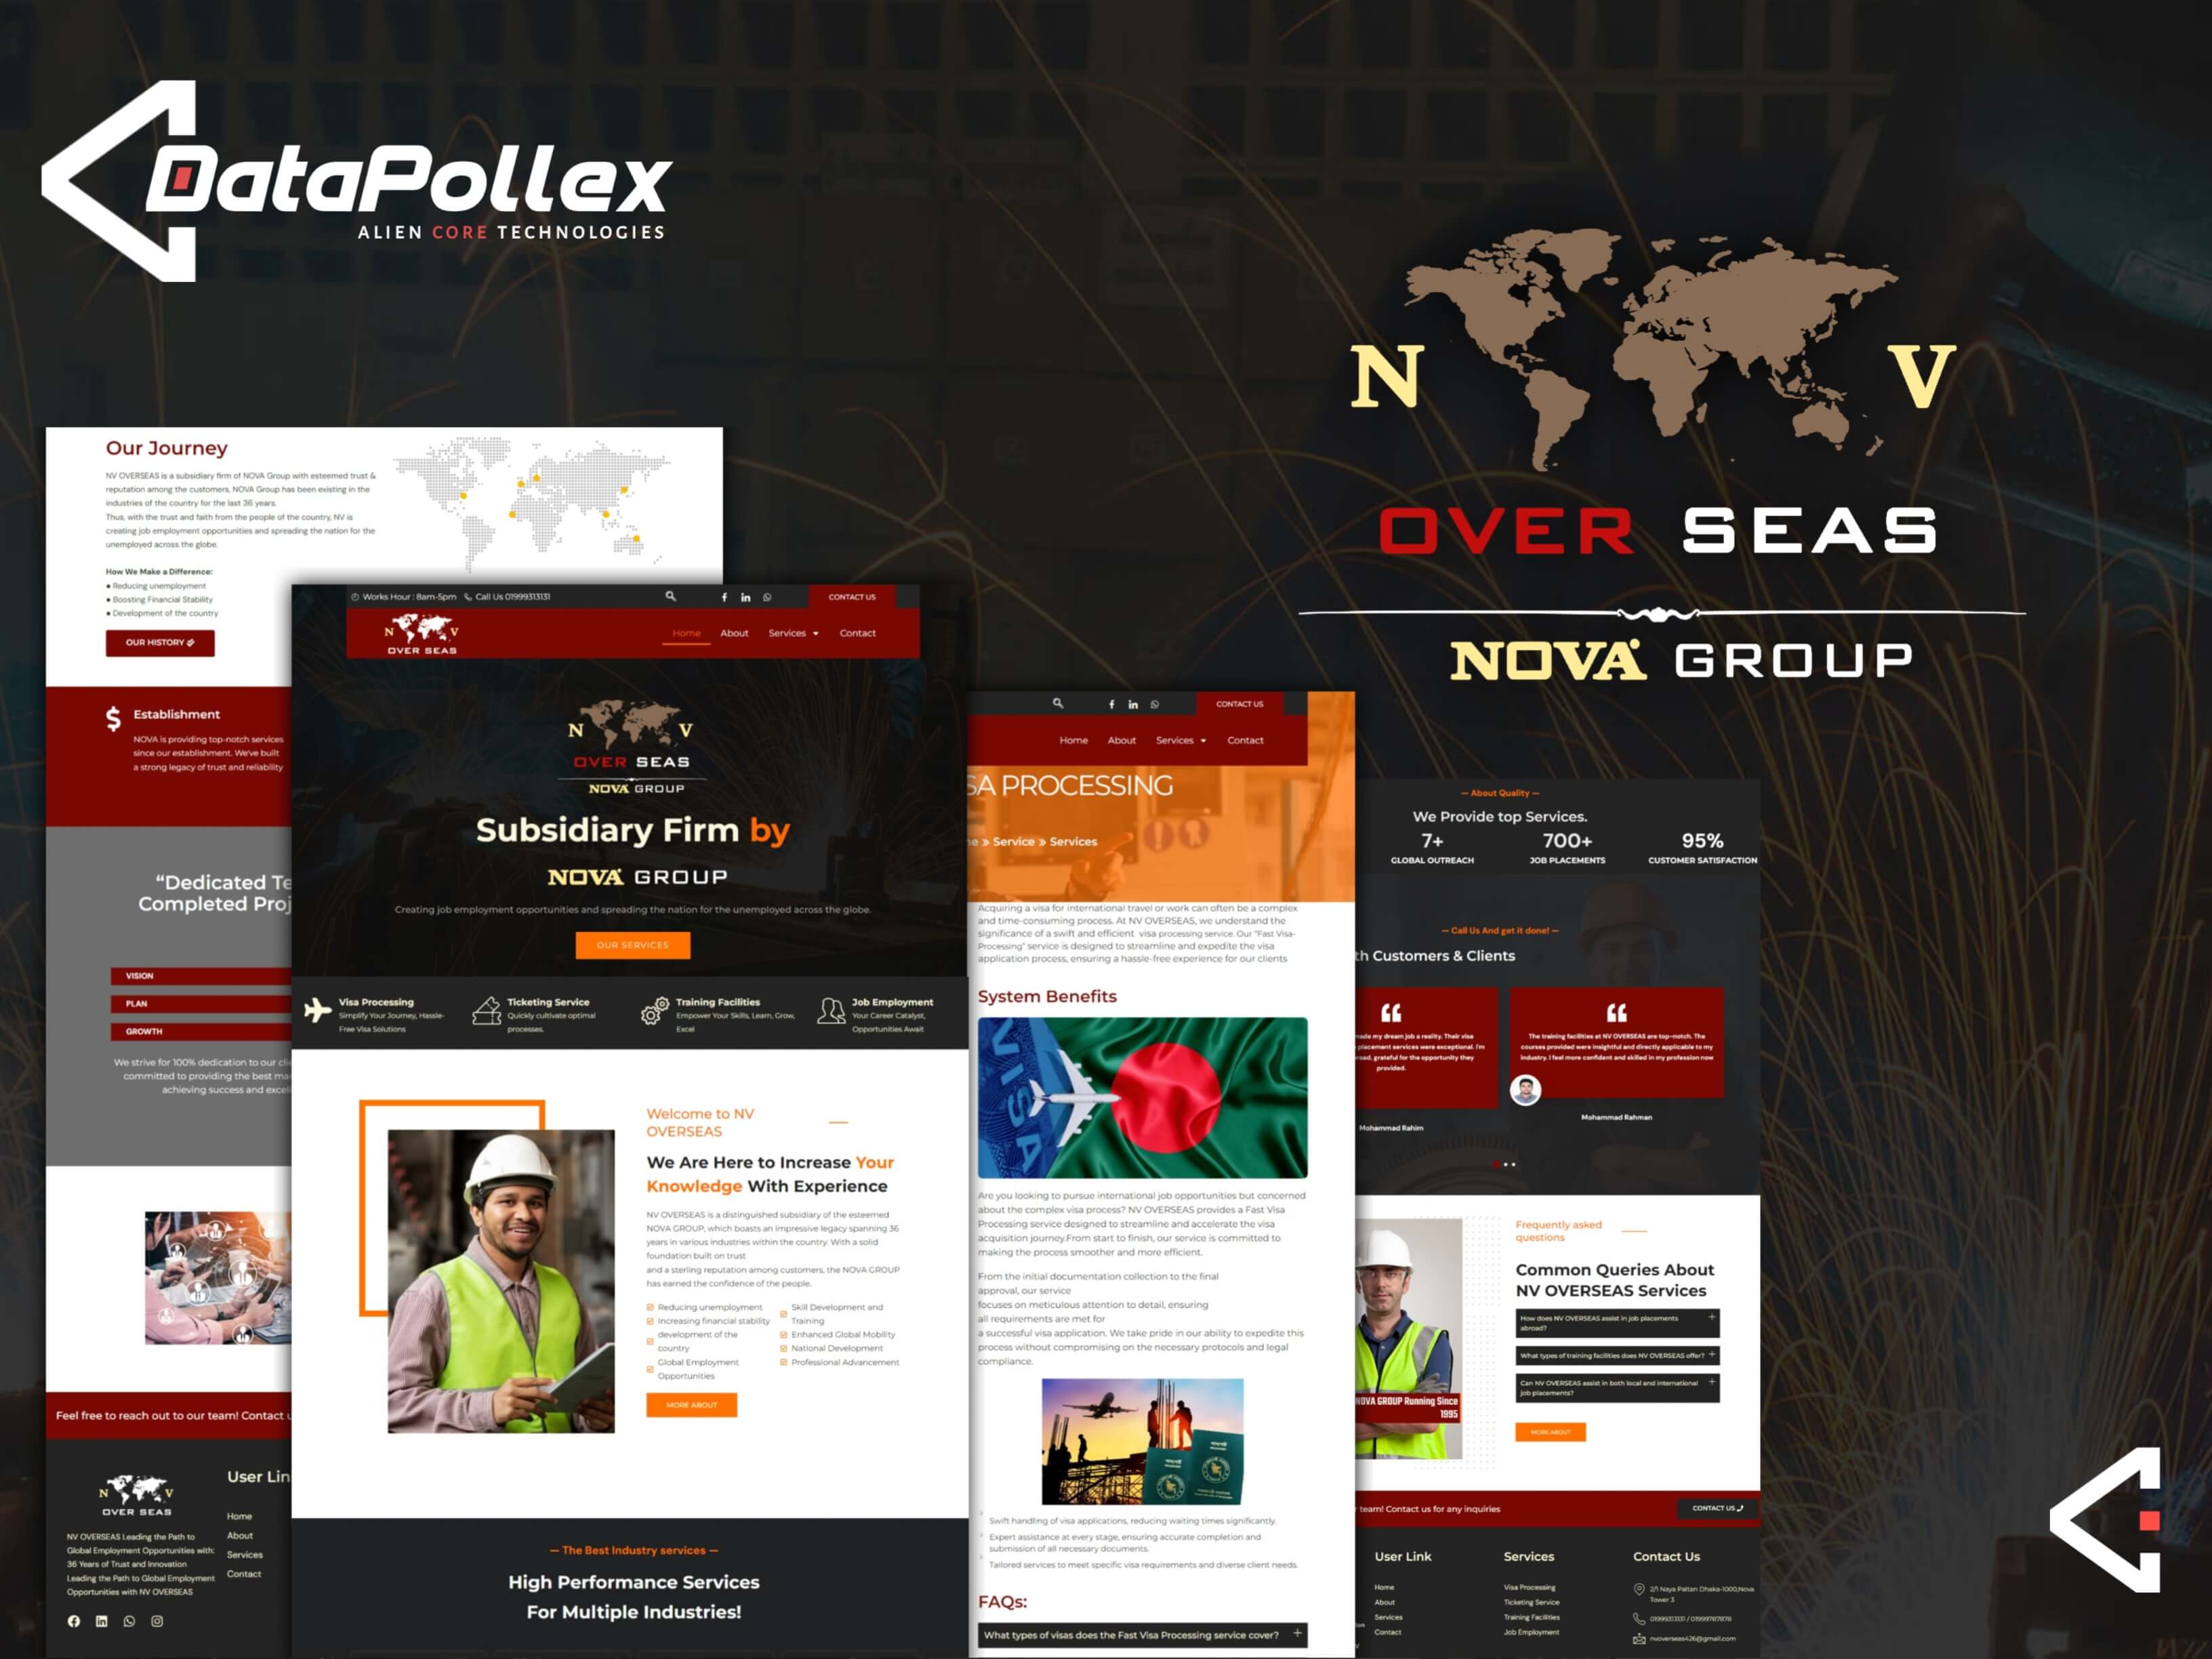 DataPollex
ALIEN CORE TECHNOLOGIES
N V
OVER SEAS
NOVA GROUP
Our Journey
NV OVERSEAS is a subsidiary firm of NOVA Group with esteemed trust &
reputation among the customers, NOVA Group has been existing in the
industries of the country for the last 36 years.
Thus, with the trust and faith from the people of the country, NV is
creating job employment opportunities and spreading the nation for the
unemployed across the globe.
How We Make a Difference:
• Reducing unemployment
• Boosting Financial Stability
• Development of the country
OUR HISTORY
Establishment
NOVA is providing top-notch services
since our establishment. We've built
a strong legacy of trust and reliability
“Dedicated Te
Completed Proj
VISION
PLAN
GROWTH
We strive for 100% dedication to our cli
committed to providing the best ma
achieving success and excel
Feel free to reach out to our team! Contact u
N V
OVER SEAS
NV OVERSEAS Leading the Path to
Global Employment Opportunities with:
36 Years of Trust and Innovation
Leading the Path to Global Employment
Opportunities with NV OVERSEAS
User Lin
Home
About
Services
Contact
Works Hour : 8am-5pm Call Us 01999313131
CONTACT US
N V
OVER SEAS
Home About Services Contact
N V
OVER SEAS
NOVA GROUP
Subsidiary Firm by
NOVA GROUP
Creating job employment opportunities and spreading the nation for the unemployed across the globe.
OUR SERVICES
Visa Processing
Simplify Your Journey, Hassle-
Free Visa Solutions
Ticketing Service
Quickly cultivate optimal
processes.
Training Facilities
Empower Your Skills, Learn, Grow,
Excel
Job Employment
Your Career Catalyst,
Opportunities Await
Welcome to NV
OVERSEAS
We Are Here to Increase Your
Knowledge With Experience
NV OVERSEAS is a distinguished subsidiary of the esteemed
NOVA GROUP, which boasts an impressive legacy spanning 36
years in various industries within the country. With a solid
foundation built on trust
and a sterling reputation among customers, the NOVA GROUP
has earned the confidence of the people.
Reducing unemployment
Increasing financial stability
development of the
country
Global Employment
Opportunities
Skill Development and
Training
Enhanced Global Mobility
National Development
Professional Advancement
MORE ABOUT
— The Best Industry services —
High Performance Services
For Multiple Industries!
CONTACT US
Home About Services Contact
SA PROCESSING
ne » Service » Services
Acquiring a visa for international travel or work can often be a complex
and time-consuming process. At NV OVERSEAS, we understand the
significance of a swift and efficient visa processing service. Our "Fast Visa-
Processing" service is designed to streamline and expedite the visa
application process, ensuring a hassle-free experience for our clients
System Benefits
VISA
Are you looking to pursue international job opportunities but concerned
about the complex visa process? NV OVERSEAS provides a Fast Visa
Processing service designed to streamline and accelerate the visa
acquisition journey.From start to finish, our service is committed to
making the process smoother and more efficient.
From the initial documentation collection to the final
approval, our service
focuses on meticulous attention to detail, ensuring
all requirements are met for
a successful visa application. We take pride in our ability to expedite this
process without compromising on the necessary protocols and legal
compliance.
Swift handling of visa applications, reducing waiting times significantly.
Expert assistance at every stage, ensuring accurate completion and
submission of all necessary documents.
Tailored services to meet specific visa requirements and diverse client needs.
FAQs:
What types of visas does the Fast Visa Processing service cover? +
— About Quality —
We Provide top Services.
7+
GLOBAL OUTREACH
700+
JOB PLACEMENTS
95%
CUSTOMER SATISFACTION
— Call Us And get it done! —
th Customers & Clients
ade my dream job a reality. Their visa
placement services were exceptional. I'm
oad, grateful for the opportunity they
provided.
Mohammad Rahim
The training facilities at NV OVERSEAS are top-notch. The
courses provided were insightful and directly applicable to my
industry. I feel more confident and skilled in my profession now
Mohammad Rahman
NOVA GROUP Running Since
1995
Frequently asked
questions
Common Queries About
NV OVERSEAS Services
How does NV OVERSEAS assist in job placements
abroad? +
What types of training facilities does NV OVERSEAS offer? +
Can NV OVERSEAS assist in both local and international
job placements? +
MORE ABOUT
team! Contact us for any inquiries
CONTACT US
User Link
Home
About
Services
Contact
Services
Visa Processing
Ticketing Service
Training Facilities
Job Employment
Contact Us
2/1 Naya Paltan Dhaka-1000,Nova
Tower 3
01999313131 / 01999787878
nvoverseas426@gmail.com